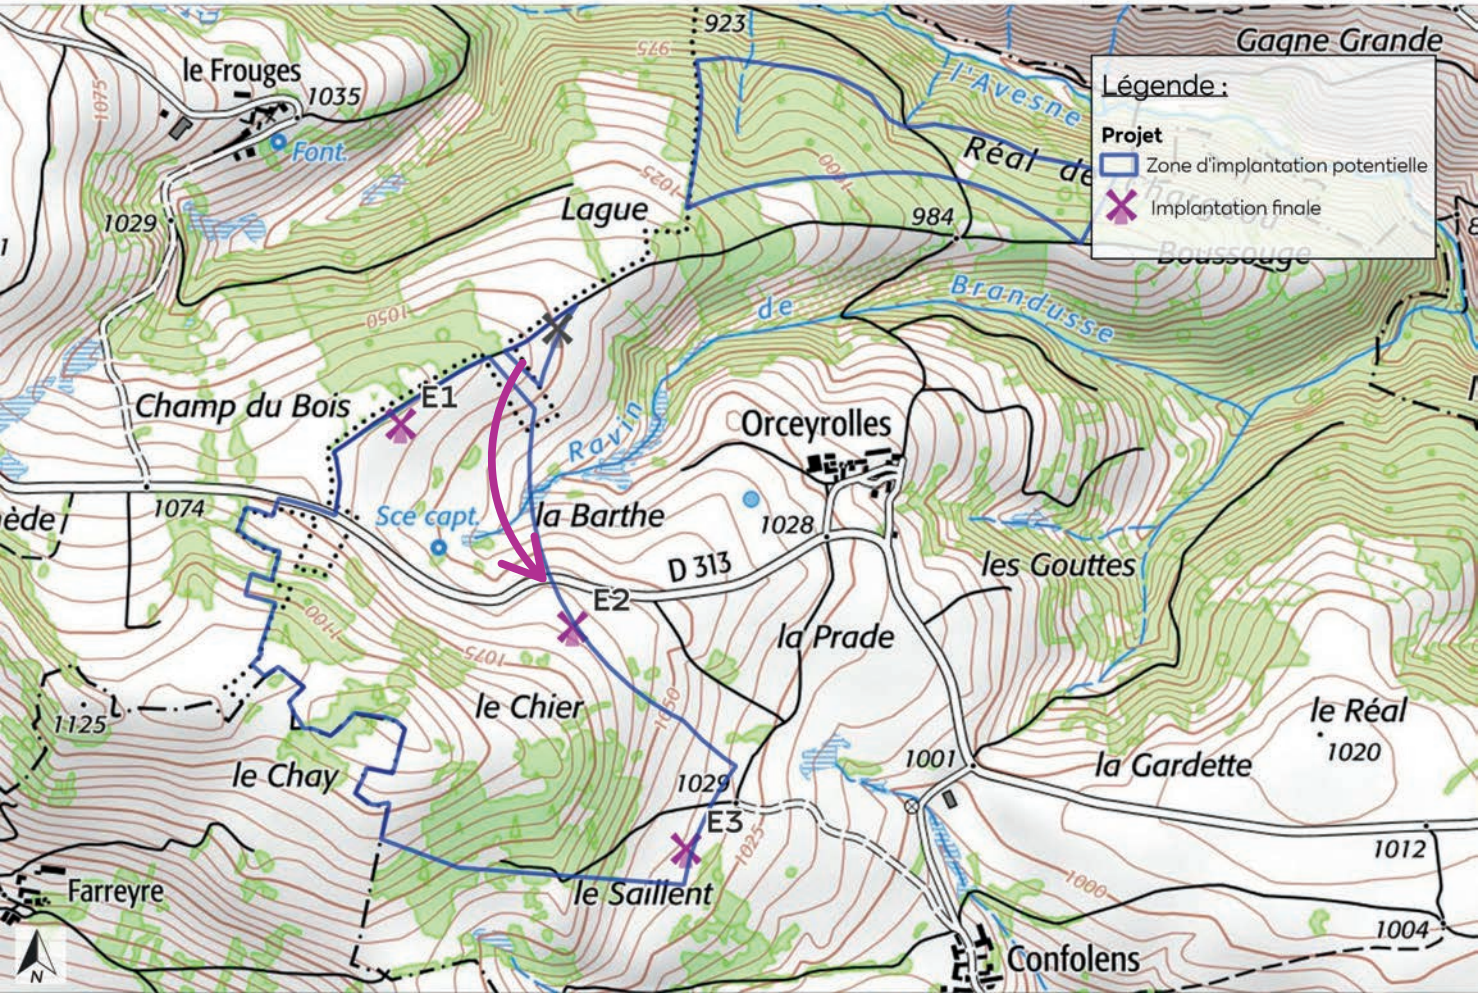 923
975
Gagne Grande
le Frouges
1035
1075
Font.
l'Avesne
Légende :
Projet
Zone d'implantation potentielle
Implantation finale
Réal de
1000
1025
Lague
1029
984
Boussouge
1050
de
Brandusse
Ravin
Champ du Bois
E1
Orceyrolles
1074
Sce capt.
la Barthe
1028
D 313
les Gouttes
E2
1100
1075
la Prade
le Chier
1050
1125
le Réal
1020
le Chay
1029
1001
la Gardette
E3
1025
1012
Farreyre
le Saillent
1000
1004
Confolens
N